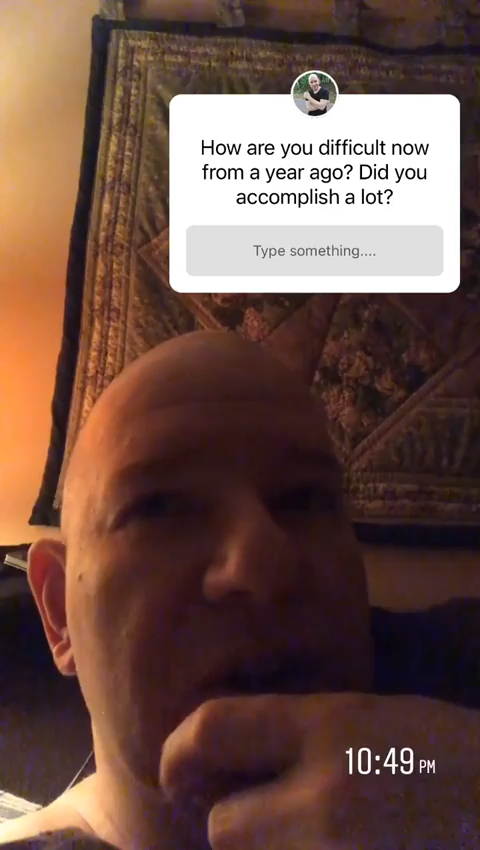 How are you difficult now
from a year ago? Did you
accomplish a lot?
Type something....
10:49 PM